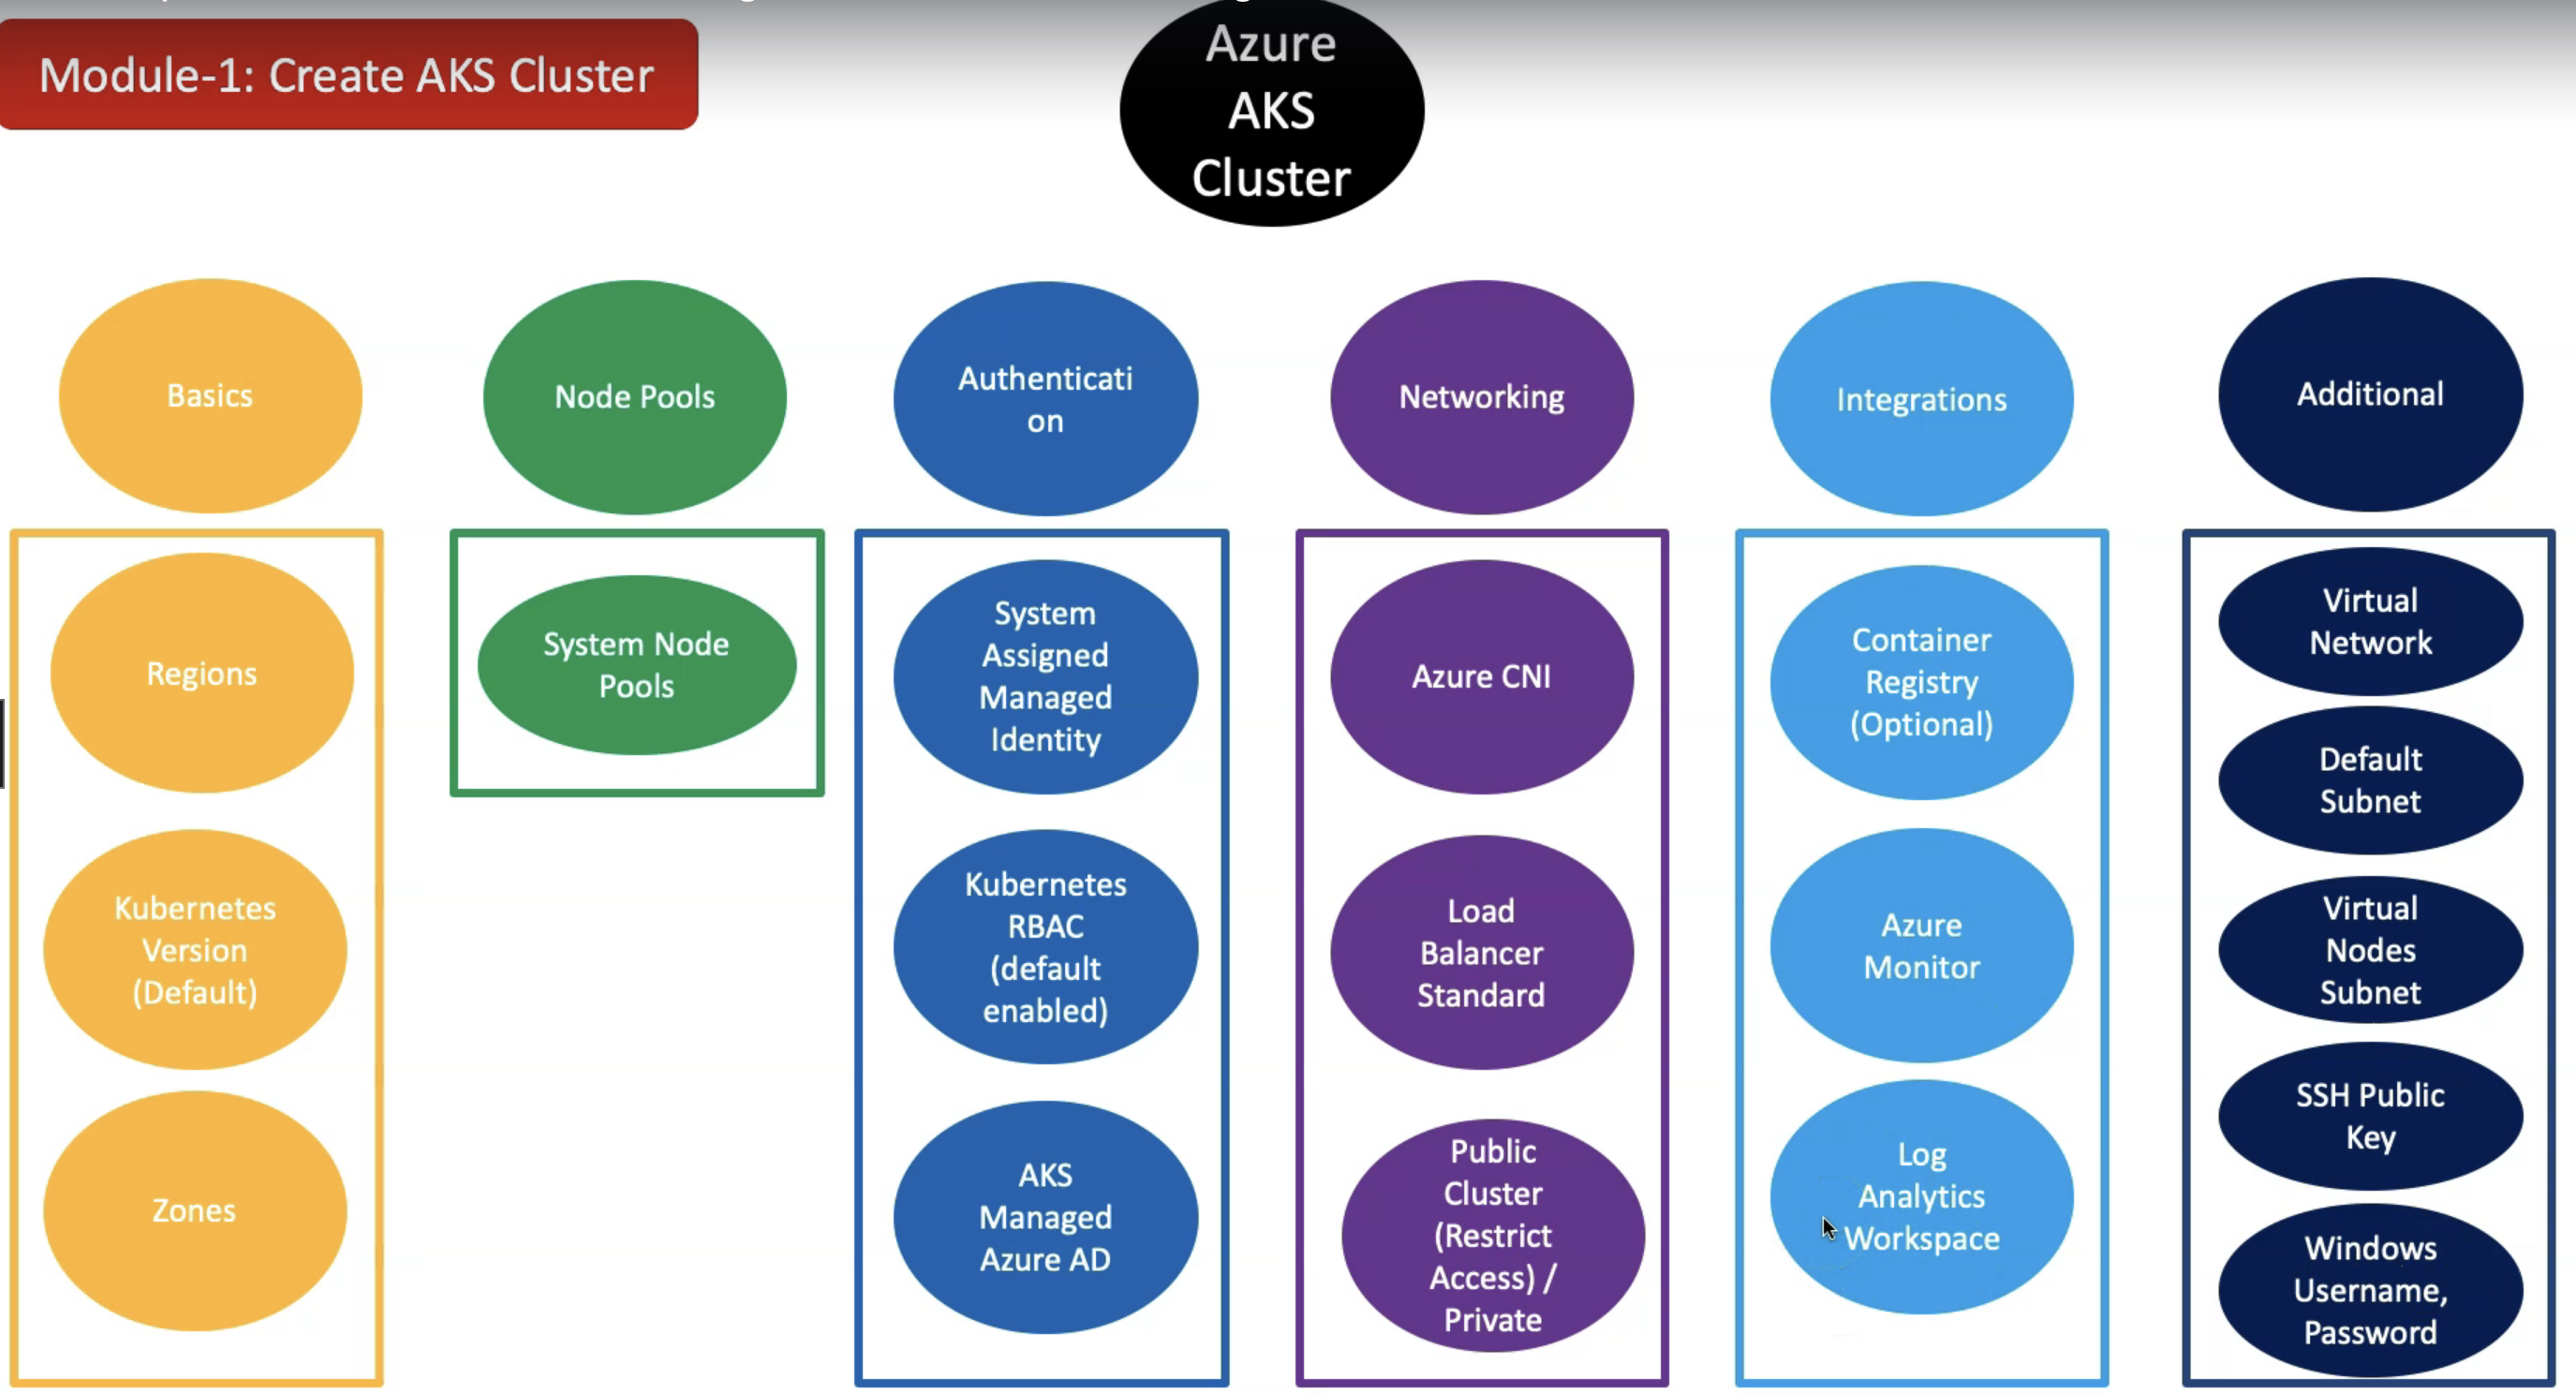 Module-1: Create AKS Cluster
Azure
AKS
Cluster
Basics
Regions
Kubernetes
Version
(Default)
Zones
Node Pools
System Node
Pools
Authenticati
on
System
Assigned
Managed
Identity
Kubernetes
RBAC
(default
enabled)
AKS
Managed
Azure AD
Networking
Azure CNI
Load
Balancer
Standard
Public
Cluster
(Restrict
Access) /
Private
Integrations
Container
Registry
(Optional)
Azure
Monitor
Log
Analytics
Workspace
Additional
Virtual
Network
Default
Subnet
Virtual
Nodes
Subnet
SSH Public
Key
Windows
Username,
Password